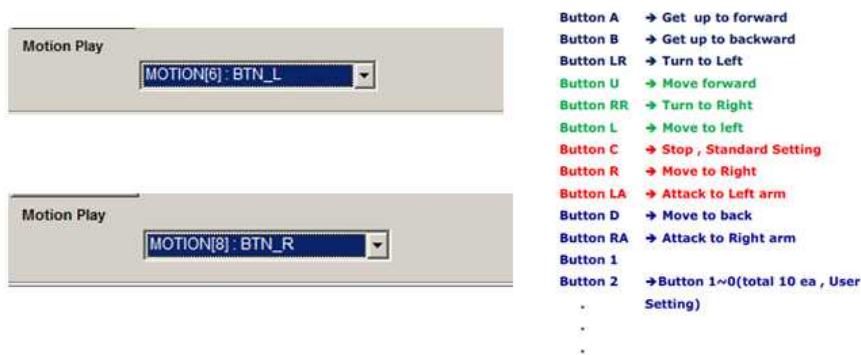 Motion Play
MOTION[6] : BTN_L
Motion Play
MOTION[8] : BTN_R
Button A ➔ Get up to forward
Button B ➔ Get up to backward
Button LR ➔ Turn to Left
Button U ➔ Move forward
Button RR ➔ Turn to Right
Button L ➔ Move to left
Button C ➔ Stop , Standard Setting
Button R ➔ Move to Right
Button LA ➔ Attack to Left arm
Button D ➔ Move to back
Button RA ➔ Attack to Right arm
Button 1
Button 2 ➔Button 1~0(total 10 ea , User
. Setting)
.
.